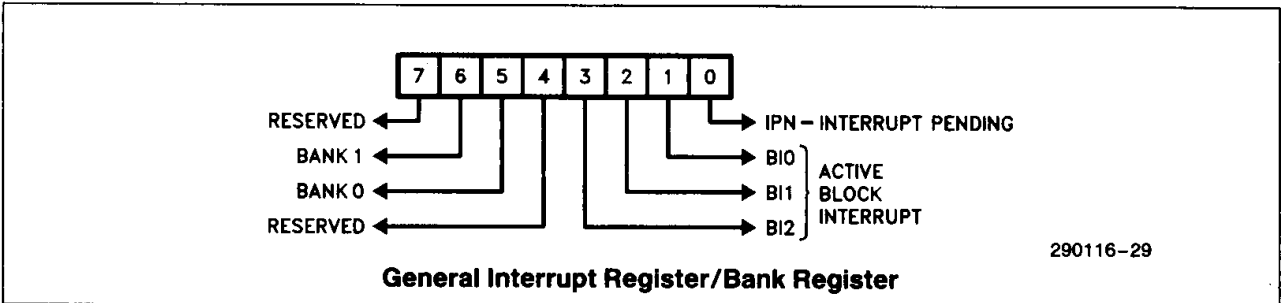 7 6 5 4 3 2 1 0
RESERVED
IPN – INTERRUPT PENDING
BANK 1
BI0
BANK 0
BI1
RESERVED
BI2
ACTIVE
BLOCK
INTERRUPT
290116–29
General Interrupt Register/Bank Register